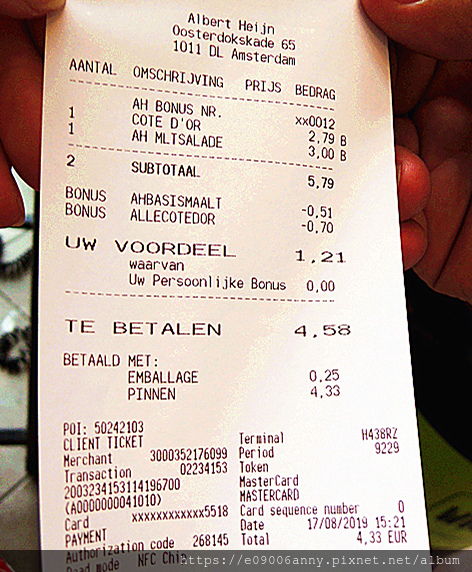 Albert Heijn
Oosterdokskade 65
1011 DL Amsterdam
AANTAL OMSCHRIJVING PRIJS BEDRAG
AH BONUS NR. xx0012
1 COTE D'OR 2,79 B
1 AH MLTSALADE 3,00 B
2 SUBTOTAAL 5,79
BONUS AHBASISMAALT -0,51
BONUS ALLECOTEDOR -0,70
UW VOORDEEL 1,21
waarvan
Uw Persoonlijke Bonus 0,00
TE BETALEN 4,58
BETAALD MET:
EMBALLAGE 0,25
PINNEN 4,33
POI: 50242103
CLIENT TICKET Terminal H438RZ
Merchant 3000352176099 Period 9229
Transaction 02234153 Token
2003234153114196700 MasterCard
(A0000000041010) MASTERCARD
Card xxxxxxxxxxxx5518 Card sequence number 0
PAYMENT Date 17/08/2019 15:21
Authorization code 268145 Total 4,33 EUR
Read mode NFC Chip
https://e09006anny.pixnet.net/album